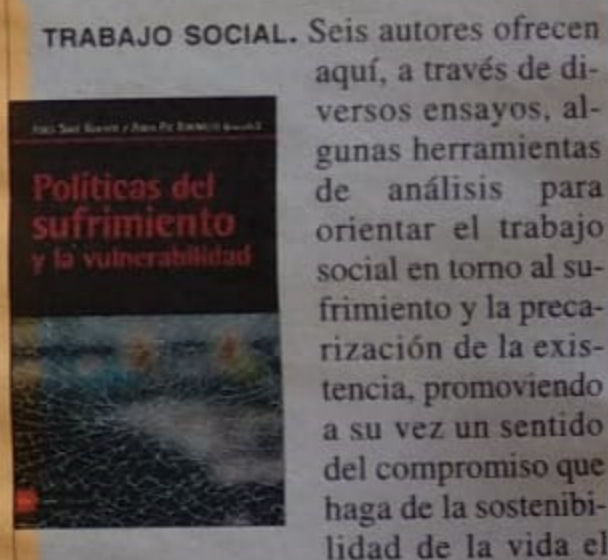 TRABAJO SOCIAL. Seis autores ofrecen
aquí, a través de di-
versos ensayos, al-
gunas herramientas
de análisis para
orientar el trabajo
social en torno al su-
frimiento y la preca-
rización de la exis-
tencia, promoviendo
a su vez un sentido
del compromiso que
haga de la sostenibi-
lidad de la vida el
Políticas del
sufrimiento
y la vulnerabilidad